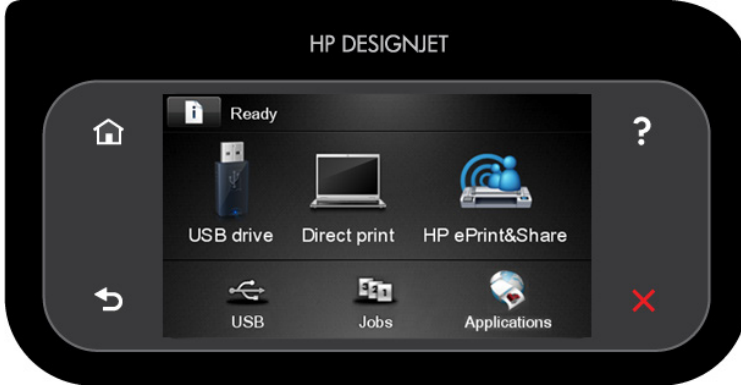 HP DESIGNJET
i Ready
?
USB drive Direct print HP ePrint&Share
USB Jobs Applications